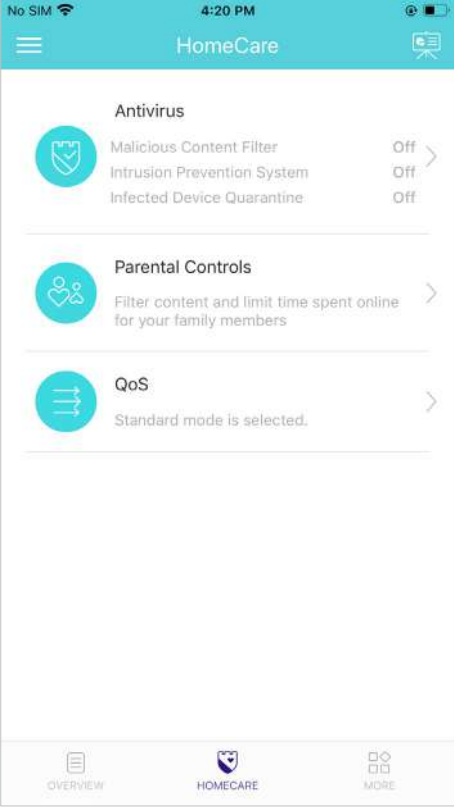 No SIM 4:20 PM
HomeCare
Antivirus
Malicious Content Filter Off
Intrusion Prevention System Off
Infected Device Quarantine Off
Parental Controls
Filter content and limit time spent online
for your family members
QoS
Standard mode is selected.
OVERVIEW HOMECARE MORE